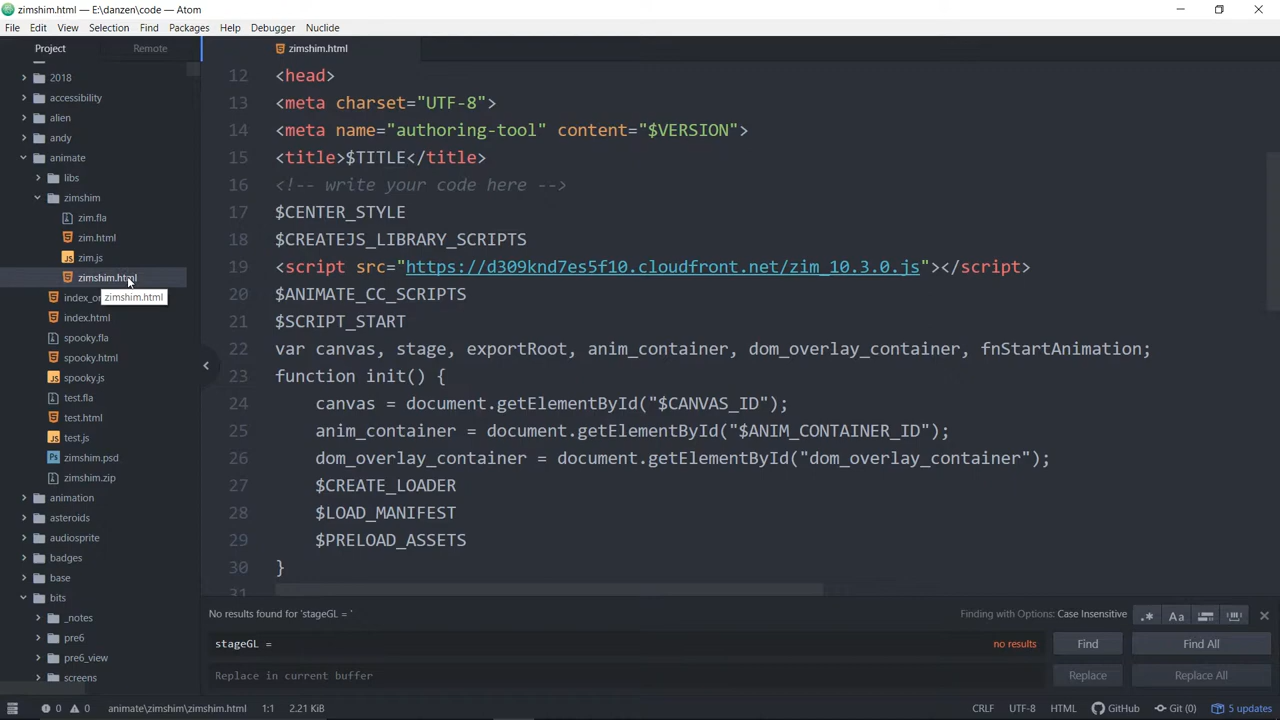 zimshim.html — E:\danzen\code — Atom
File Edit View Selection Find Packages Help Debugger Nuclide
Project Remote
2018
accessibility
alien
andy
animate
libs
zimshim
zim.fla
zim.html
zim.js
zimshim.html
index_o
zimshim.html
index.html
spooky.fla
spooky.html
spooky.js
test.fla
test.html
test.js
zimshim.psd
zimshim.zip
animation
asteroids
audiosprite
badges
base
bits
_notes
pre6
pre6_view
screens
zimshim.html
12 <head>
13 <meta charset="UTF-8">
14 <meta name="authoring-tool" content="$VERSION">
15 <title>$TITLE</title>
16 <!-- write your code here -->
17 $CENTER_STYLE
18 $CREATEJS_LIBRARY_SCRIPTS
19 <script src="https://d309knd7es5f10.cloudfront.net/zim_10.3.0.js"></script>
20 $ANIMATE_CC_SCRIPTS
21 $SCRIPT_START
22 var canvas, stage, exportRoot, anim_container, dom_overlay_container, fnStartAnimation;
23 function init() {
24 canvas = document.getElementById("$CANVAS_ID");
25 anim_container = document.getElementById("$ANIM_CONTAINER_ID");
26 dom_overlay_container = document.getElementById("dom_overlay_container");
27 $CREATE_LOADER
28 $LOAD_MANIFEST
29 $PRELOAD_ASSETS
30 }
31
No results found for 'stageGL = '
Finding with Options: Case Insensitive
.* Aa
stageGL = no results Find Find All
Replace in current buffer Replace Replace All
0 0 animate\zimshim\zimshim.html 1:1 2.21 KiB CRLF UTF-8 HTML GitHub Git (0) 5 updates